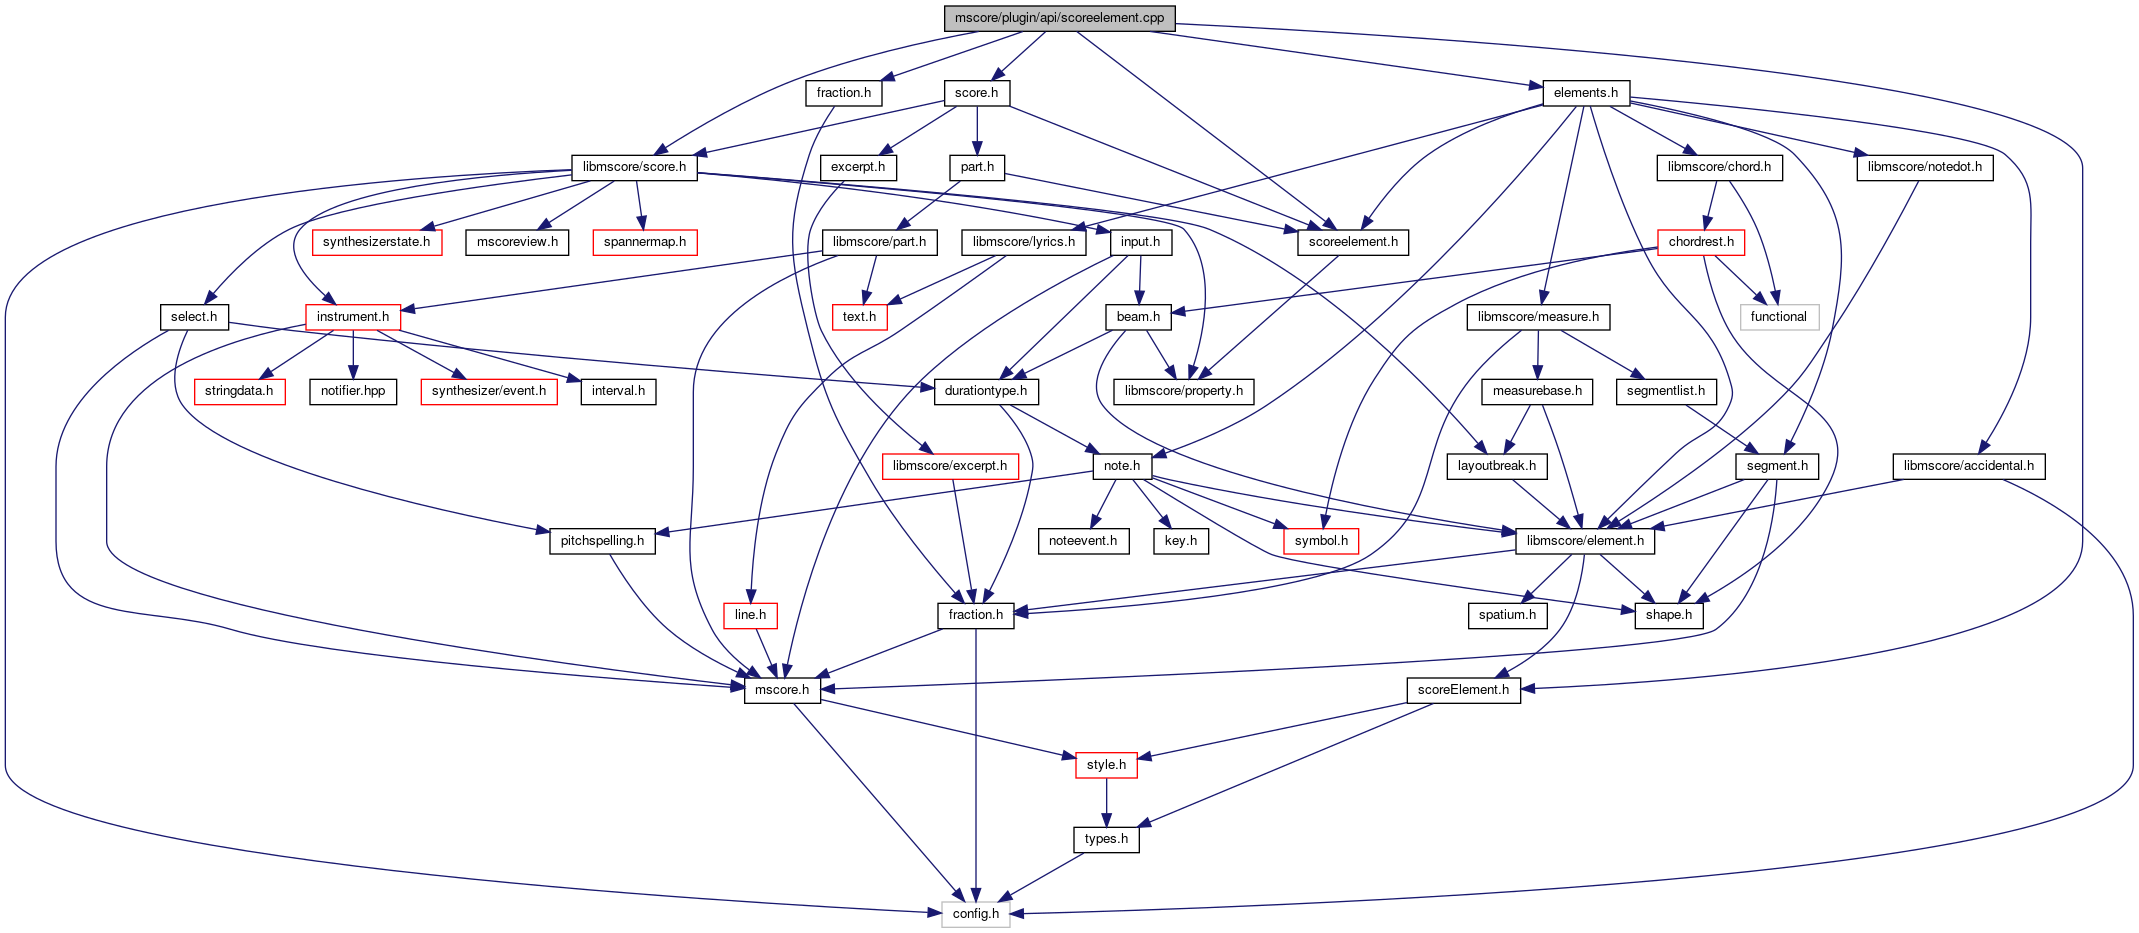 mscore/plugin/api/scoreelement.cpp
fraction.h
score.h
elements.h
libmscore/score.h
excerpt.h
part.h
libmscore/chord.h
libmscore/notedot.h
synthesizerstate.h
mscoreview.h
spannermap.h
libmscore/part.h
libmscore/lyrics.h
input.h
scoreelement.h
chordrest.h
select.h
instrument.h
text.h
beam.h
libmscore/measure.h
functional
stringdata.h
notifier.hpp
synthesizer/event.h
interval.h
durationtype.h
libmscore/property.h
measurebase.h
segmentlist.h
libmscore/excerpt.h
note.h
layoutbreak.h
segment.h
libmscore/accidental.h
pitchspelling.h
noteevent.h
key.h
symbol.h
libmscore/element.h
line.h
fraction.h
spatium.h
shape.h
mscore.h
scoreElement.h
style.h
types.h
config.h